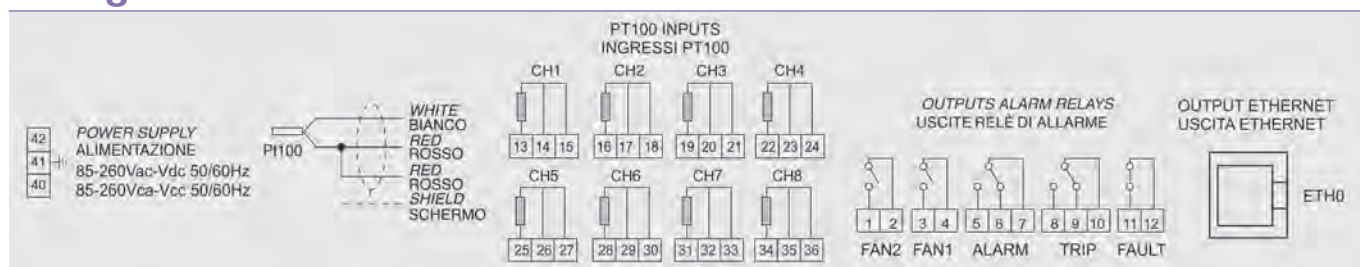 PT100 INPUTS
INGRESSI PT100
CH1 CH2 CH3 CH4
13 14 15 16 17 18 19 20 21 22 23 24
CH5 CH6 CH7 CH8
25 26 27 28 29 30 31 32 33 34 35 36
42
41
40
POWER SUPPLY
ALIMENTAZIONE
85-260Vac-Vdc 50/60Hz
85-260Vca-Vcc 50/60Hz
Pt100
WHITE
BIANCO
RED
ROSSO
RED
ROSSO
SHIELD
SCHERMO
OUTPUTS ALARM RELAYS
USCITE RELÈ DI ALLARME
1 2 3 4 5 6 7 8 9 10 11 12
FAN2 FAN1 ALARM TRIP FAULT
OUTPUT ETHERNET
USCITA ETHERNET
ETH0